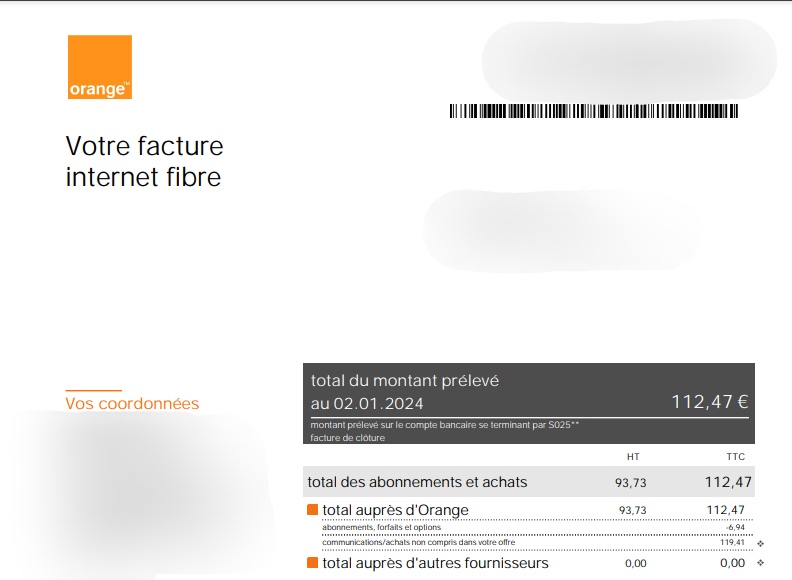 orange™
Votre facture
internet fibre
Vos coordonnées
total du montant prélevé
au 02.01.2024 112,47 €
montant prélevé sur le compte bancaire se terminant par S025**
facture de clôture
HT TTC
total des abonnements et achats 93,73 112,47
total auprès d'Orange 93,73 112,47
abonnements, forfaits et options -6,94
communications/achats non compris dans votre offre 119,41 ❖
total auprès d'autres fournisseurs 0,00 0,00 ❖